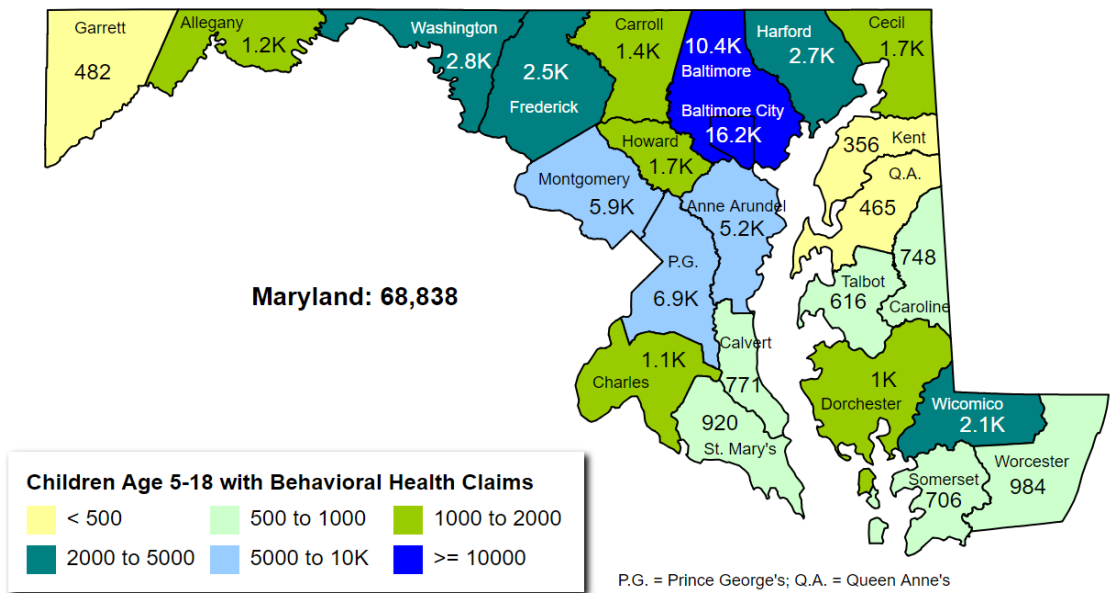 Garrett
482
Allegany
1.2K
Washington
2.8K
2.5K
Frederick
Carroll
1.4K
10.4K
Baltimore
Baltimore City
16.2K
Harford
2.7K
Cecil
1.7K
Howard
1.7K
356 Kent
Q.A.
465
Montgomery
5.9K
Anne Arundel
5.2K
748
Caroline
Talbot
616
P.G.
6.9K
Maryland: 68,838
Calvert
771
1.1K
Charles
1K
Dorchester
920
St. Mary's
Wicomico
2.1K
Somerset
706
Worcester
984
Children Age 5-18 with Behavioral Health Claims
< 500
500 to 1000
1000 to 2000
2000 to 5000
5000 to 10K
>= 10000
P.G. = Prince George's; Q.A. = Queen Anne's